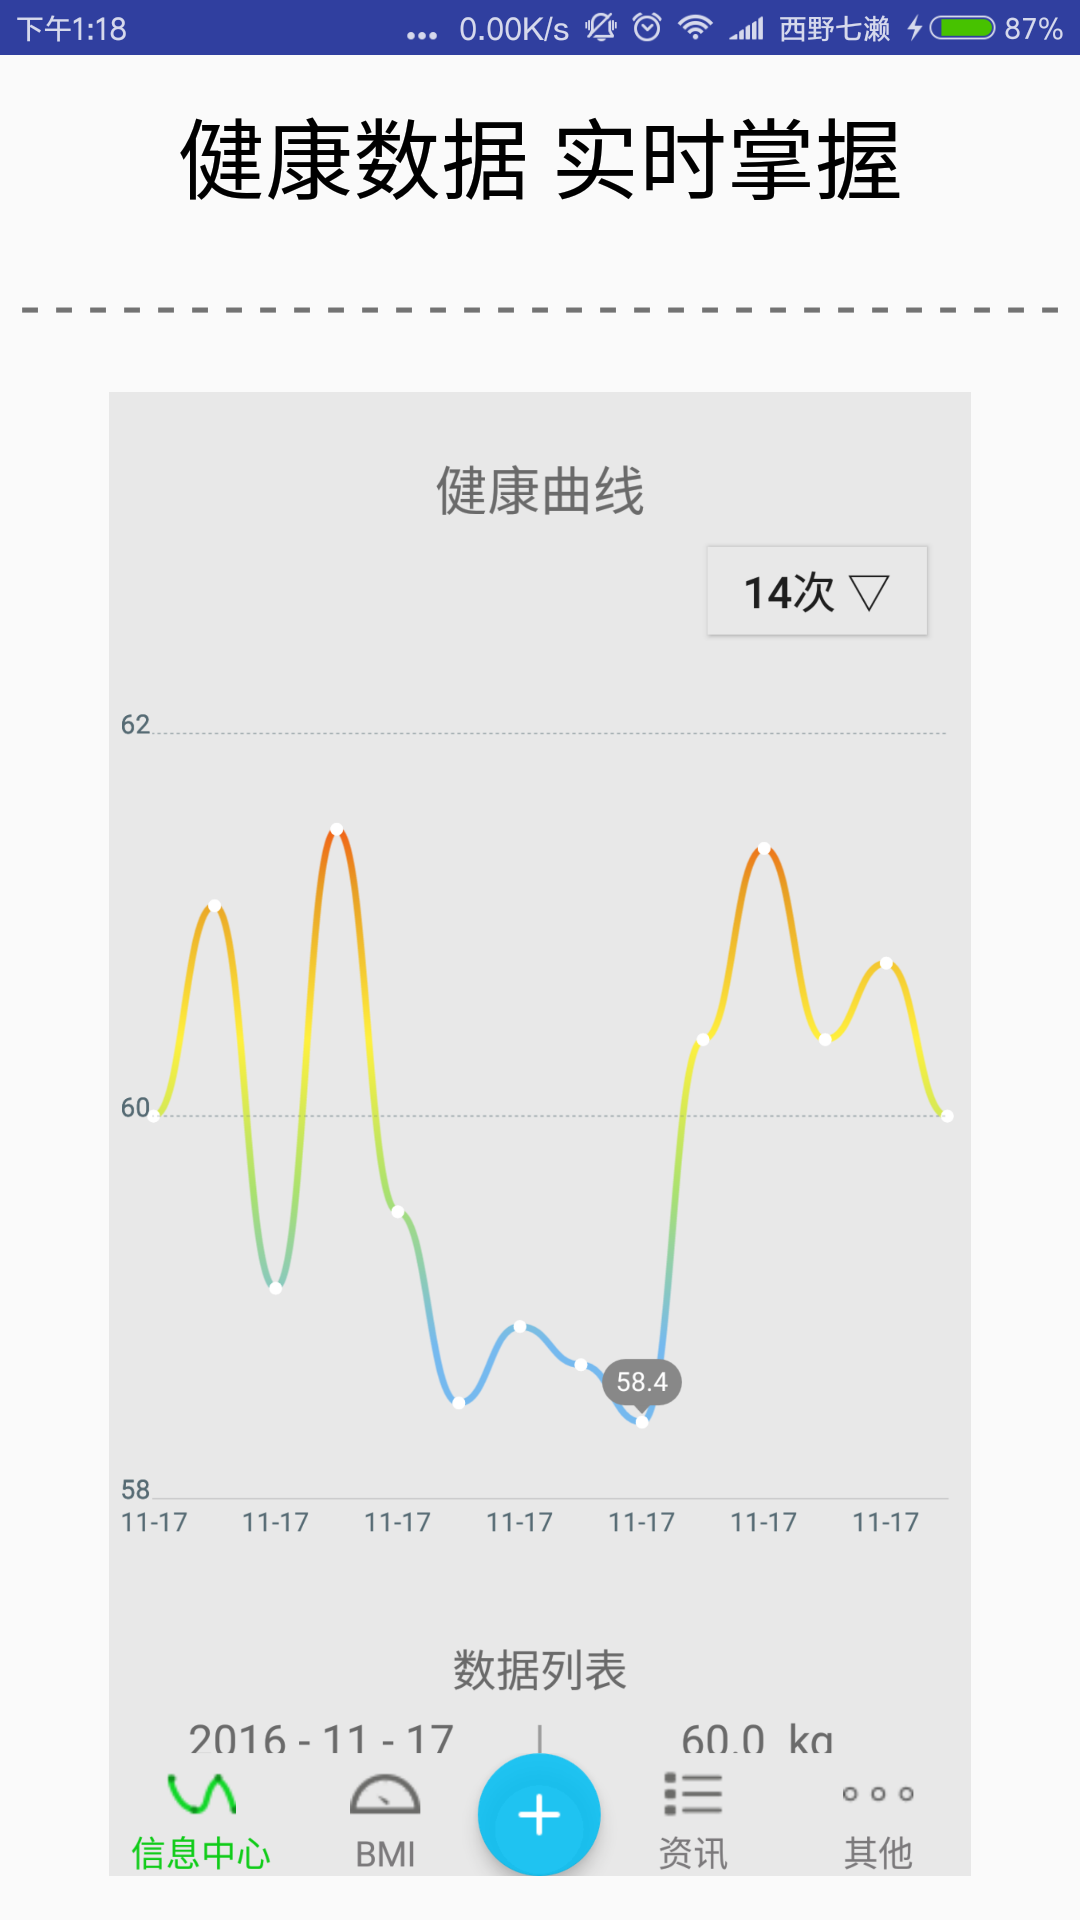 下午1:18 ... 0.00K/s 西野七濑 87%
健康数据 实时掌握
健康曲线
14次 ▽
62
60
58.4
58
11-17 11-17 11-17 11-17 11-17 11-17 11-17
数据列表
2016 - 11 - 17 | 60.0 kg
信息中心 BMI + 资讯 其他